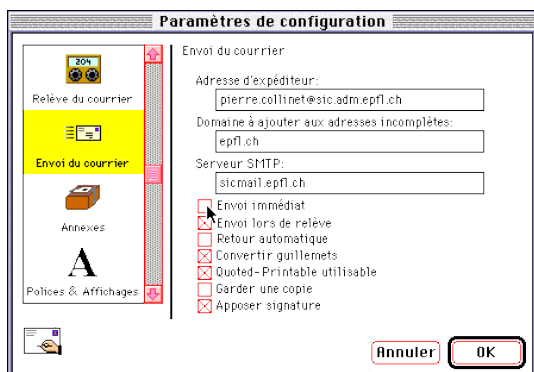 Paramètres de configuration
204
Relève du courrier
Envoi du courrier
Annexes
A
Polices & Affichages
Envoi du courrier
Adresse d'expéditeur:
pierre.collinet@sic.adm.epfl.ch
Domaine à ajouter aux adresses incomplètes:
epfl.ch
Serveur SMTP:
sicmail.epfl.ch
Envoi immédiat
Envoi lors de relève
Retour automatique
Convertir guillemets
Quoted-Printable utilisable
Garder une copie
Apposer signature
Annuler
OK